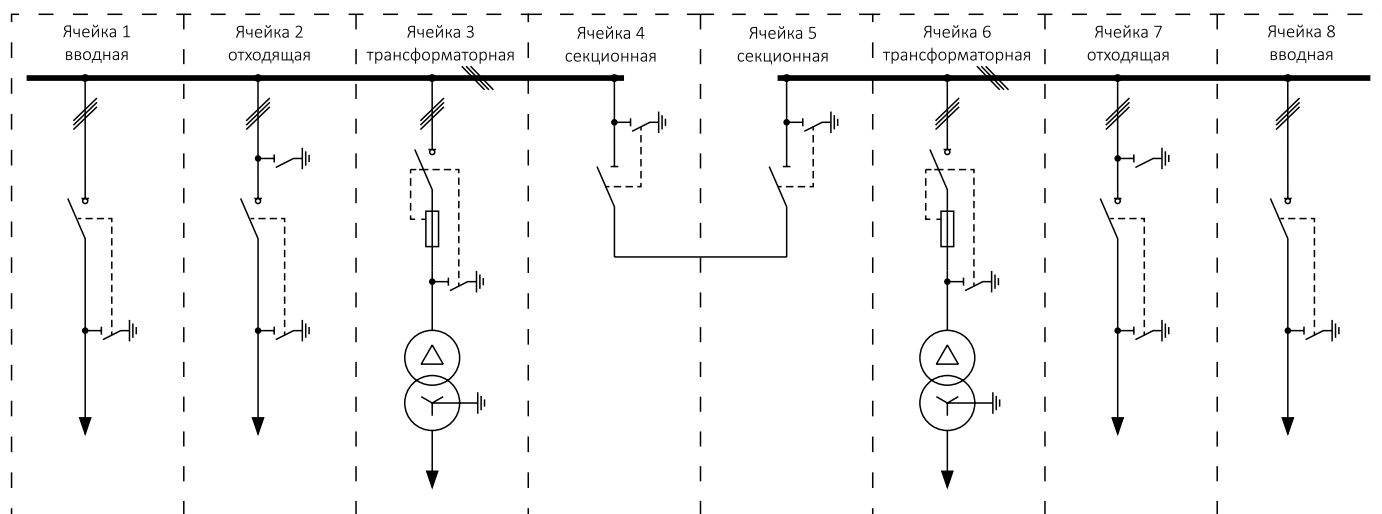 Ячейка 1
вводная
Ячейка 2
отходящая
Ячейка 3
трансформаторная
Ячейка 4
секционная
Ячейка 5
секционная
Ячейка 6
трансформаторная
Ячейка 7
отходящая
Ячейка 8
вводная